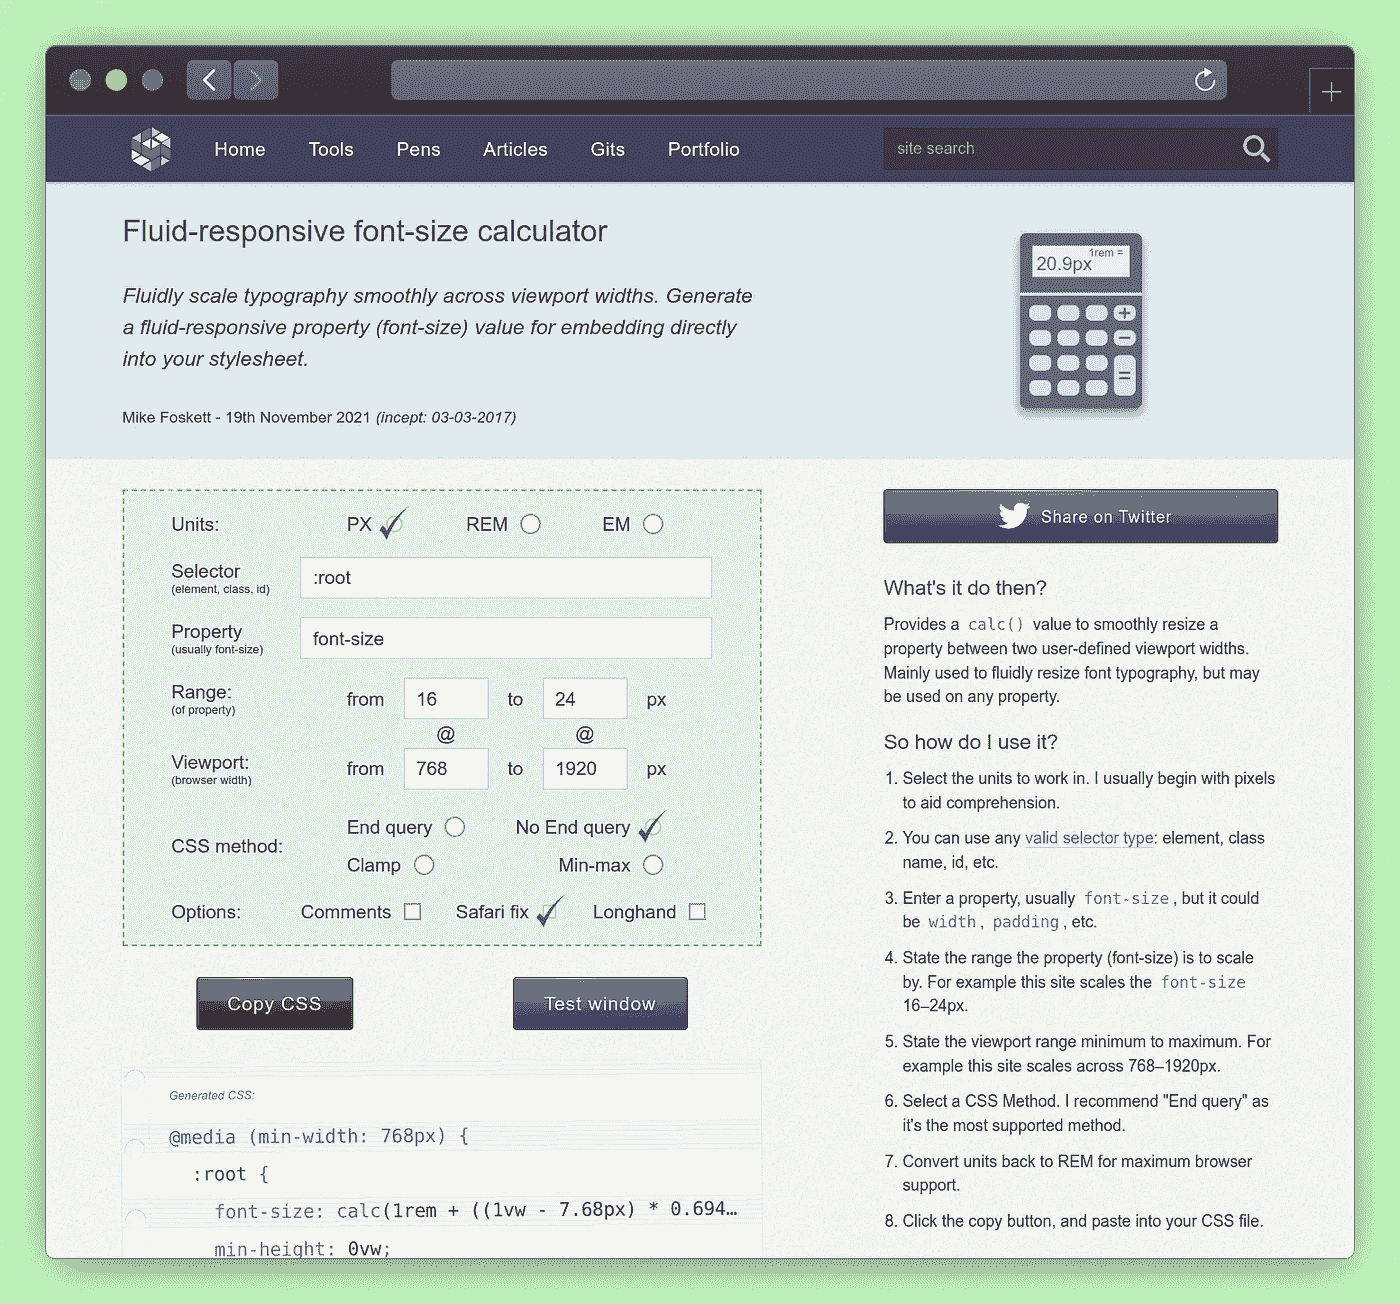 Home Tools Pens Articles Gits Portfolio
site search
Fluid-responsive font-size calculator
Fluidly scale typography smoothly across viewport widths. Generate
a fluid-responsive property (font-size) value for embedding directly
into your stylesheet.
Mike Foskett - 19th November 2021 (incept: 03-03-2017)
1rem =
20.9px
+
−
=
Units: PX REM EM
Selector
(element, class, id)
:root
Property
(usually font-size)
font-size
Range:
(of property)
from 16 to 24 px
@ @
Viewport:
(browser width)
from 768 to 1920 px
CSS method:
End query No End query
Clamp Min-max
Options: Comments Safari fix Longhand
Copy CSS Test window
Generated CSS:
@media (min-width: 768px) {
:root {
font-size: calc(1rem + ((1vw - 7.68px) * 0.694…
min-height: 0vw;
Share on Twitter
What's it do then?
Provides a calc() value to smoothly resize a
property between two user-defined viewport widths.
Mainly used to fluidly resize font typography, but may
be used on any property.
So how do I use it?
1. Select the units to work in. I usually begin with pixels
to aid comprehension.
2. You can use any valid selector type: element, class
name, id, etc.
3. Enter a property, usually font-size, but it could
be width, padding, etc.
4. State the range the property (font-size) is to scale
by. For example this site scales the font-size
16–24px.
5. State the viewport range minimum to maximum. For
example this site scales across 768–1920px.
6. Select a CSS Method. I recommend "End query" as
it's the most supported method.
7. Convert units back to REM for maximum browser
support.
8. Click the copy button, and paste into your CSS file.